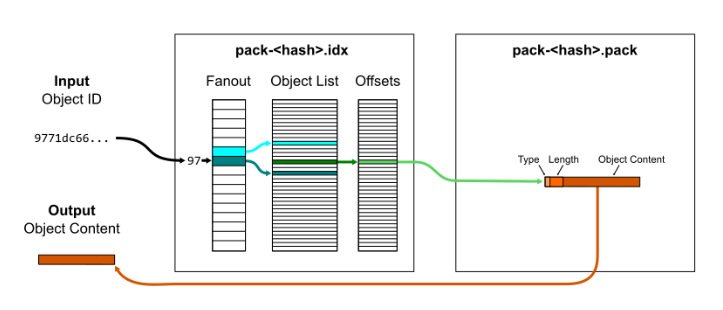 pack-<hash>.idx
pack-<hash>.pack
Input
Object ID
Fanout
Object List
Offsets
9771dc66...
97
Type
Length
Object Content
Output
Object Content